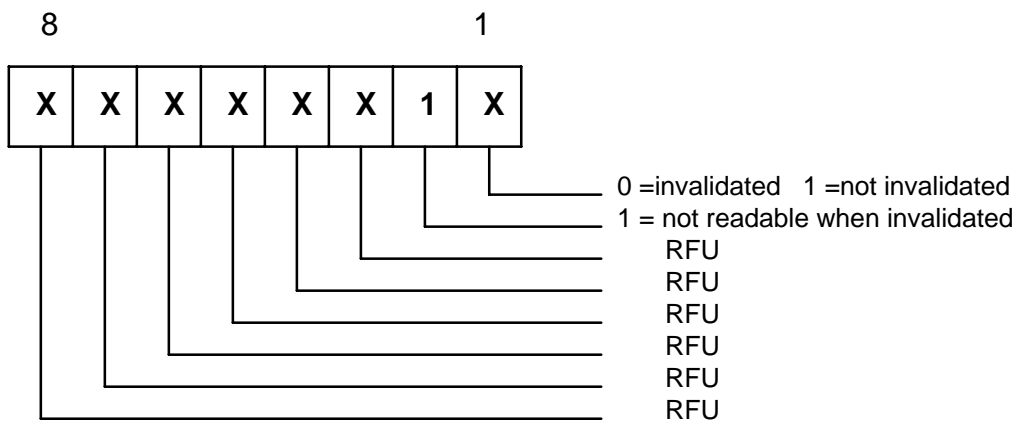 8 1
X X X X X X 1 X
0 =invalidated 1 =not invalidated
1 = not readable when invalidated
RFU
RFU
RFU
RFU
RFU
RFU